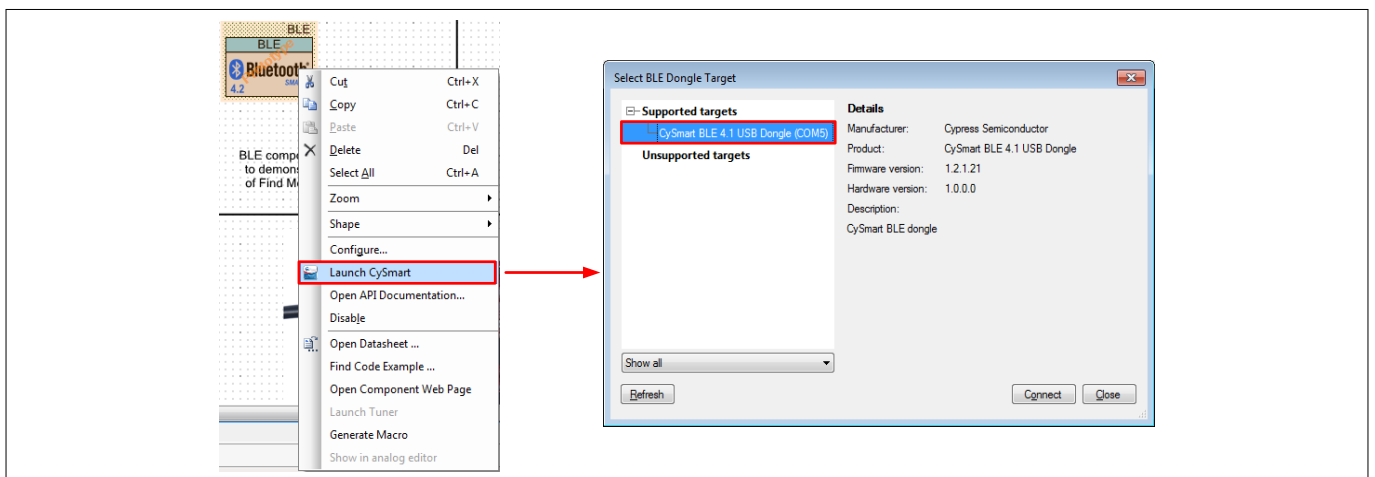 BLE
BLE
Bluetooth
SMA
4.2
prototype
BLE compo
to demons
of Find M
Cut Ctrl+X
Copy Ctrl+C
Paste Ctrl+V
Delete Del
Select All Ctrl+A
Zoom
Shape
Configure...
Launch CySmart
Open API Documentation...
Disable
Open Datasheet ...
Find Code Example ...
Open Component Web Page
Launch Tuner
Generate Macro
Show in analog editor
Select BLE Dongle Target
Supported targets
CySmart BLE 4.1 USB Dongle (COM5)
Unsupported targets
Show all
Refresh
Details
Manufacturer: Cypress Semiconductor
Product: CySmart BLE 4.1 USB Dongle
Firmware version: 1.2.1.21
Hardware version: 1.0.0.0
Description:
CySmart BLE dongle
Connect Close